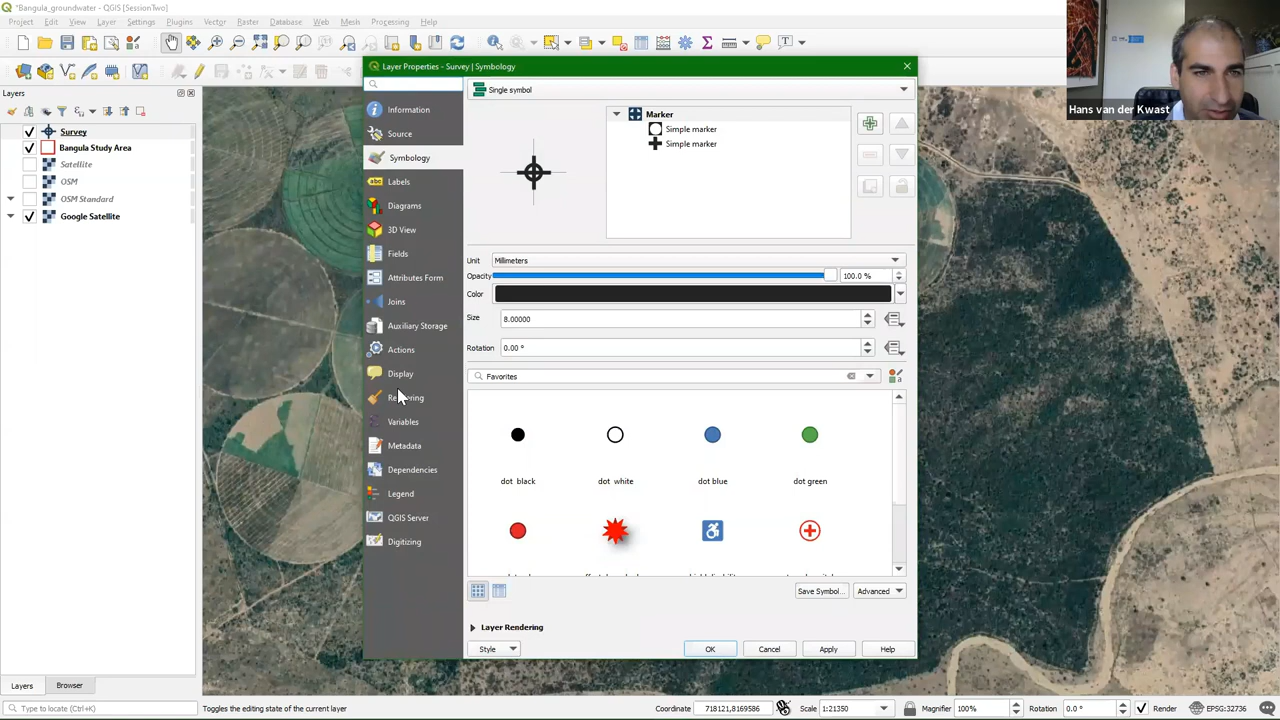 *Bangula_groundwater - QGIS [SessionTwo]
Project Edit View Layer Settings Plugins Vector Raster Database Web Mesh Processing Help
Layer Properties - Survey | Symbology
Hans van der Kwast
Layers
Survey
Bangula Study Area
Satellite
OSM
OSM Standard
Google Satellite
Information
Source
Symbology
Labels
Diagrams
3D View
Fields
Attributes Form
Joins
Auxiliary Storage
Actions
Display
Rendering
Variables
Metadata
Dependencies
Legend
QGIS Server
Digitizing
Single symbol
Marker
Simple marker
Simple marker
Unit Millimeters
Opacity 100.0 %
Color
Size 8.00000
Rotation 0.00 °
Favorites
dot black dot white dot blue dot green
Save Symbol... Advanced
Layer Rendering
Style OK Cancel Apply Help
Layers Browser
Type to locate (Ctrl+K) Toggles the editing state of the current layer Coordinate 718121,8169586 Scale 1:21350 Magnifier 100% Rotation 0.0 ° Render EPSG:32736